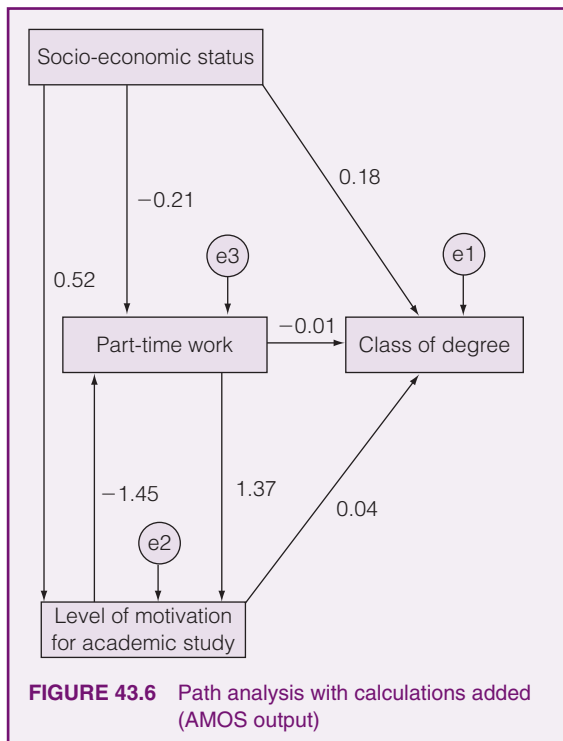 Socio-economic status
0.18
−0.21
e3
e1
0.52
−0.01
Part-time work
Class of degree
−1.45
1.37
0.04
e2
Level of motivation
for academic study
FIGURE 43.6 Path analysis with calculations added
(AMOS output)